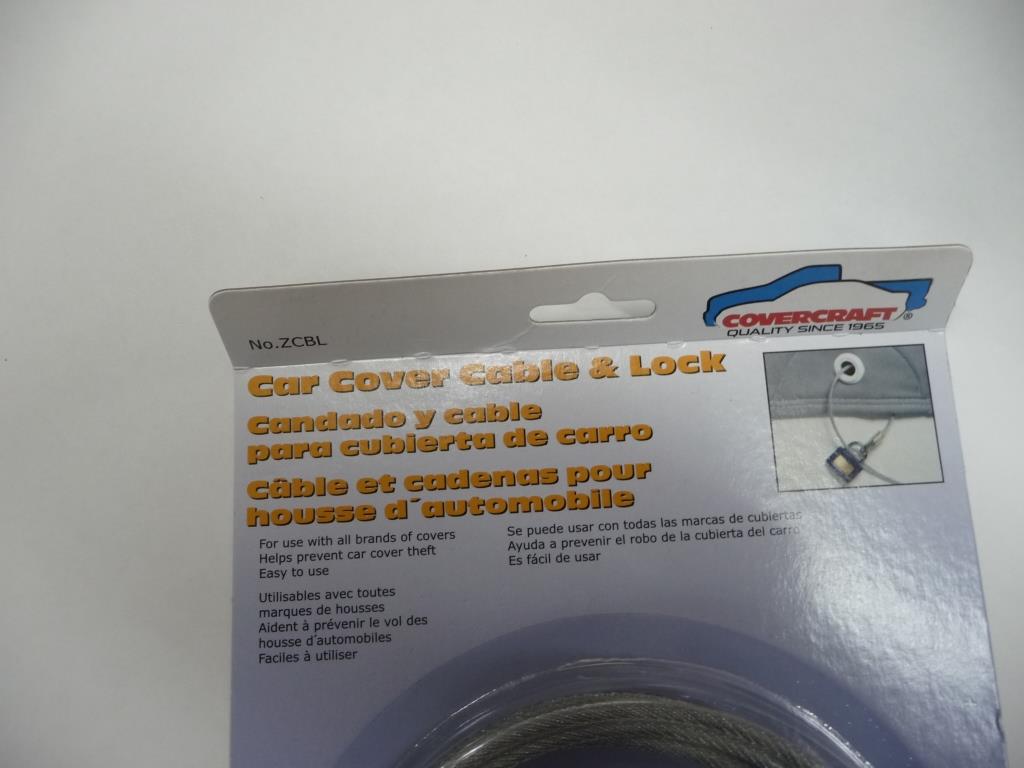 No.ZCBL
COVERCRAFT®
QUALITY SINCE 1965
Car Cover Cable & Lock
Candado y cable
para cubierta de carro
Câble et cadenas pour
housse d´automobile
For use with all brands of covers
Helps prevent car cover theft
Easy to use
Se puede usar con todas las marcas de cubiertas
Ayuda a prevenir el robo de la cubierta del carro
Es fácil de usar
Utilisables avec toutes
marques de housses
Aident à prévenir le vol des
housse d´automobiles
Faciles à utiliser